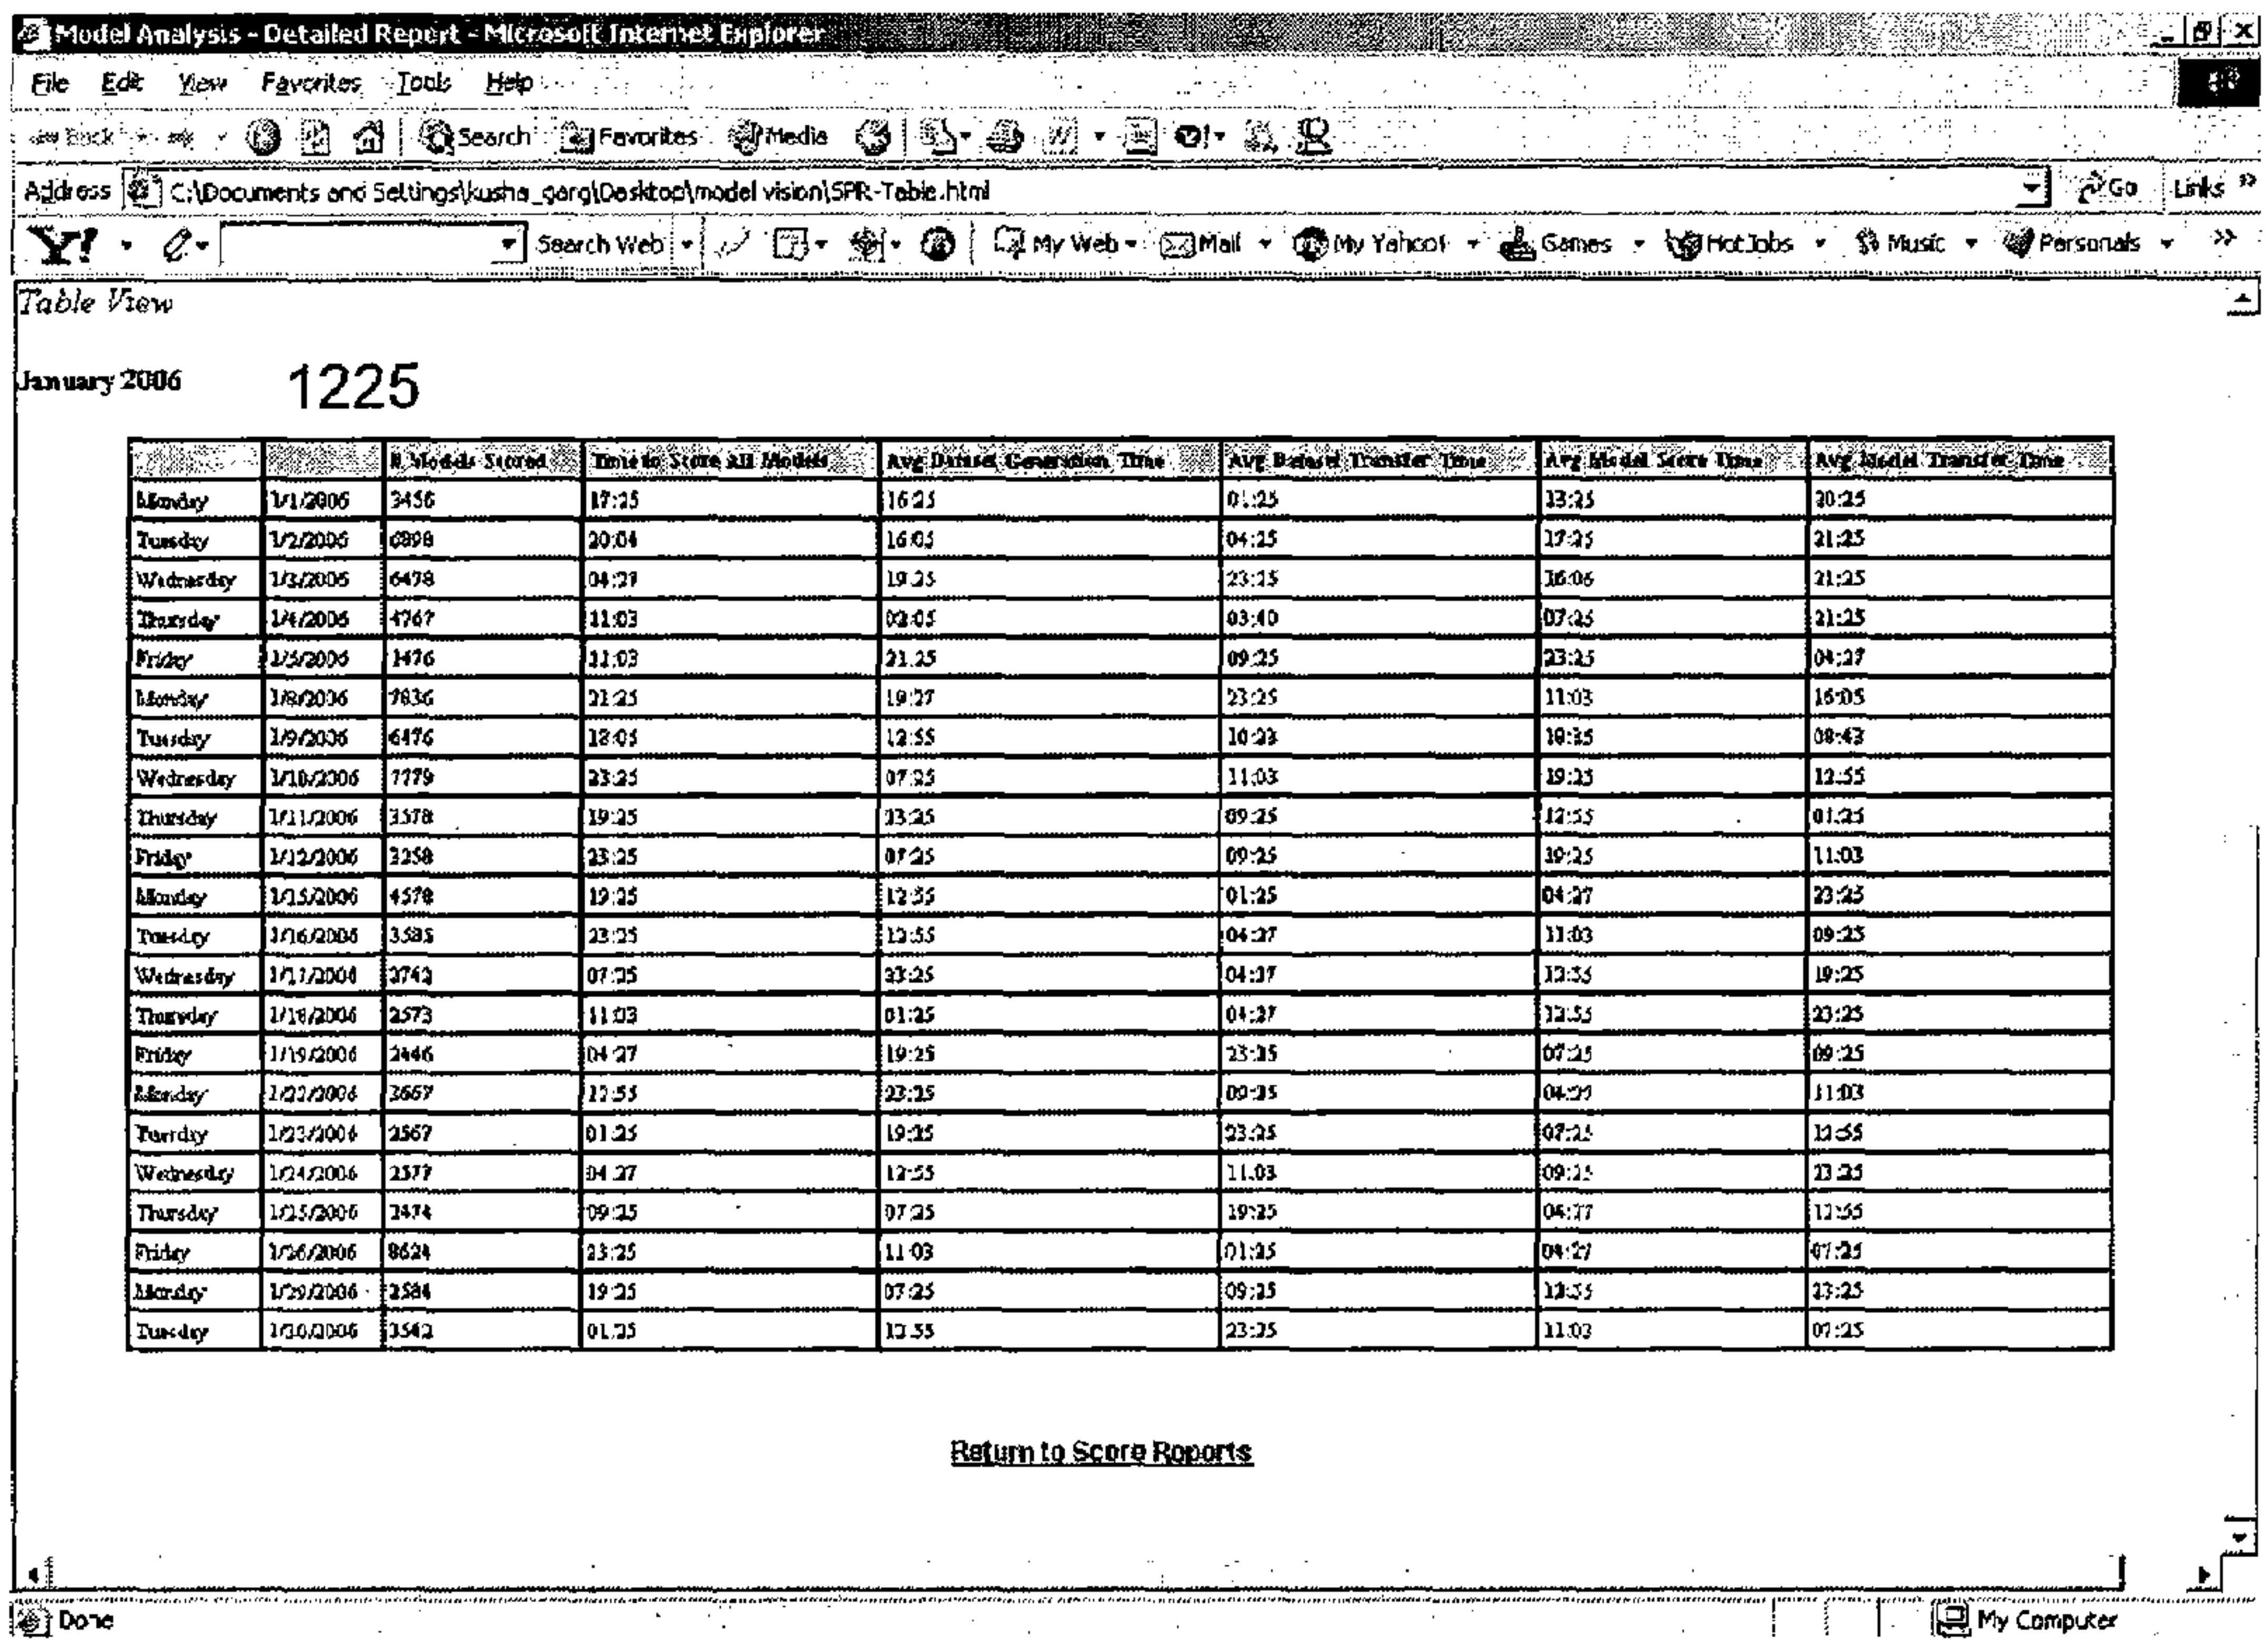 Model Analysis - Detailed Report - Microsoft Internet Explorer
File Edit View Favorites Tools Help
Back Search Favorites Media
Address C:\Documents and Settings\kusha_garg\Desktop\model vision\SPR-Table.html Go Links »
Y! Search Web My Web Mail My Yahoo! Games HotJobs Music Personals »
Table View
January 2006 1225
# Models Scored Time to Score All Models Avg Dataset Generation Time Avg Dataset Transfer Time Avg Model Score Time Avg Model Transfer Time
Monday 1/1/2006 3456 17:25 16:25 01:25 20:25
Tuesday 1/2/2006 20:04 16:05 04:25 17:25 21:25
Wednesday 1/3/2006 6478 04:27 19:25 23:25 16:06 21:25
Thursday 1/4/2006 4767 11:03 02:05 03:40 07:25 21:25
Friday 1/5/2006 11:03 21:25 09:25 23:25 04:27
Monday 1/8/2006 7836 21:25 19:27 23:25 11:03 16:05
Tuesday 1/9/2006 6476 18:05 12:55 08:43
Wednesday 1/10/2006 23:25 07:25 11:03 19:25 12:55
Thursday 1/11/2006 3578 19:25 23:25 09:25 12:55 01:25
Friday 1/12/2006 23:25 07:25 09:25 19:25 11:03
Monday 1/15/2006 4578 19:25 12:55 01:25 04:27 23:25
Tuesday 1/16/2006 23:25 12:55 04:27 11:03 09:25
Wednesday 1/17/2006 07:25 23:25 04:27 12:55 19:25
Thursday 1/18/2006 2573 11:03 01:25 04:27 12:55 23:25
Friday 1/19/2006 2446 04:27 19:25 23:25 07:25 09:25
Monday 1/22/2006 12:55 23:25 09:25 04:27 11:03
Tuesday 1/23/2006 2567 01:25 19:25 23:25 07:25 12:55
Wednesday 1/24/2006 2577 04:27 12:55 11:03 09:25 23:25
Thursday 1/25/2006 09:25 07:25 19:25 04:27 12:55
Friday 1/26/2006 8624 23:25 11:03 01:25 04:27 07:25
Monday 1/29/2006 2584 19:25 07:25 09:25 12:55 23:25
Tuesday 1/30/2006 01:25 12:55 23:25 11:03 07:25
Return to Score Reports
Done My Computer